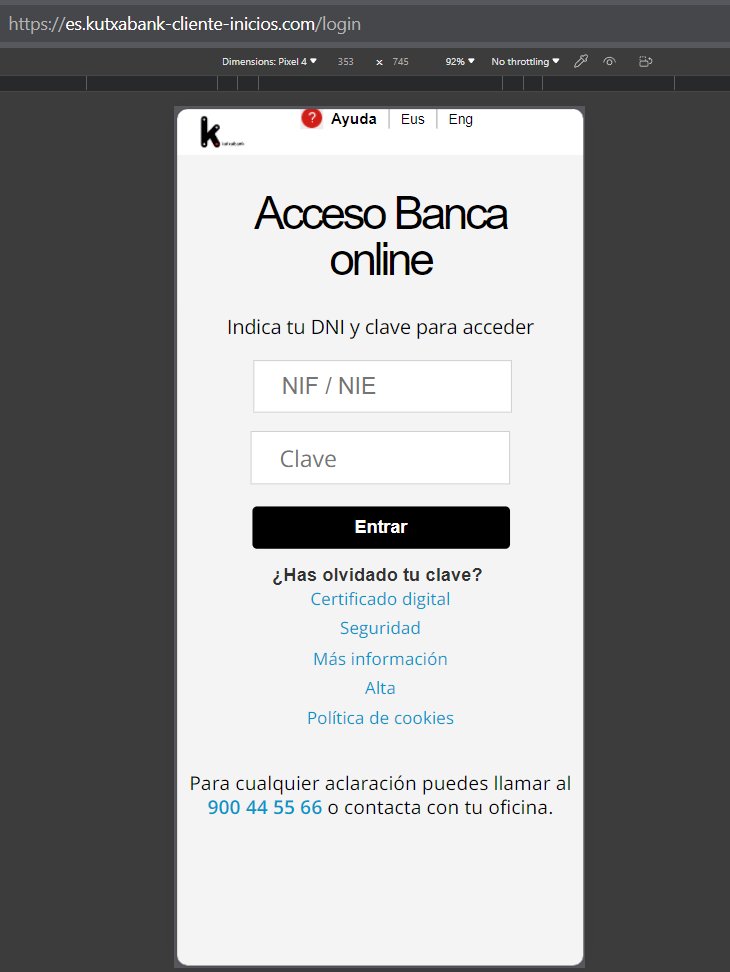 https://es.kutxabank-cliente-inicios.com/login
Dimensions: Pixel 4 ▼ 353 × 745 92% ▼ No throttling ▼
k kutxabank ? Ayuda Eus Eng
Acceso Banca
online
Indica tu DNI y clave para acceder
NIF / NIE
Clave
Entrar
¿Has olvidado tu clave?
Certificado digital
Seguridad
Más información
Alta
Política de cookies
Para cualquier aclaración puedes llamar al
900 44 55 66 o contacta con tu oficina.